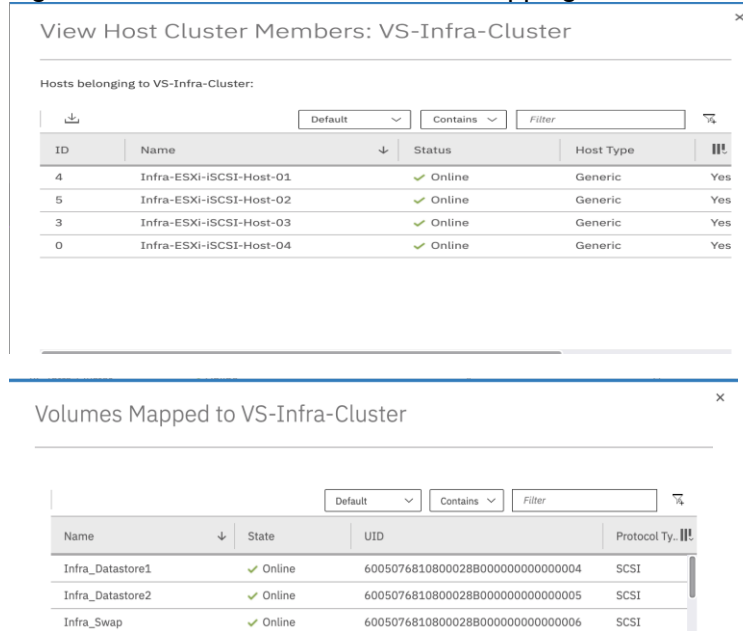 View Host Cluster Members: VS-Infra-Cluster
Hosts belonging to VS-Infra-Cluster:
Default Contains Filter
ID Name Status Host Type
4 Infra-ESXi-iSCSI-Host-01 Online Generic Yes
5 Infra-ESXi-iSCSI-Host-02 Online Generic Yes
3 Infra-ESXi-iSCSI-Host-03 Online Generic Yes
0 Infra-ESXi-iSCSI-Host-04 Online Generic Yes
Volumes Mapped to VS-Infra-Cluster
Default Contains Filter
Name State UID Protocol Ty..
Infra_Datastore1 Online 6005076810800028B000000000000004 SCSI
Infra_Datastore2 Online 6005076810800028B000000000000005 SCSI
Infra_Swap Online 6005076810800028B000000000000006 SCSI